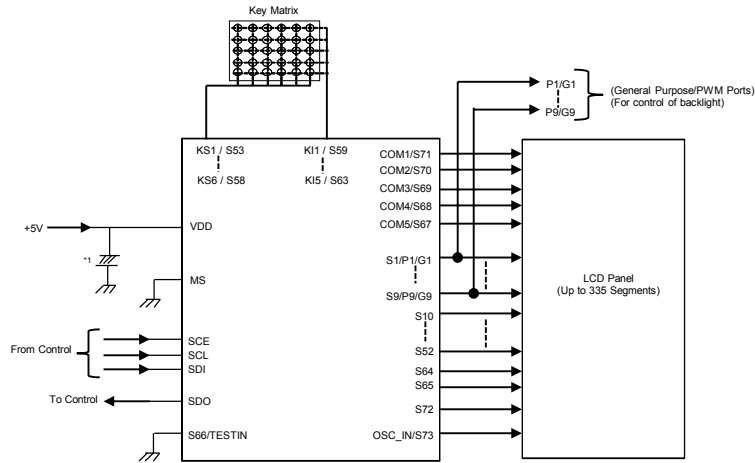 Key Matrix
P1/G1
P9/G9
(General Purpose/PWM Ports)
(For control of backlight)
KS1 / S53
KS6 / S58
KI1 / S59
KI5 / S63
COM1/S71
COM2/S70
COM3/S69
COM4/S68
COM5/S67
+5V
VDD
*1
MS
S1/P1/G1
S9/P9/G9
S10
S52
S64
S65
S72
OSC_IN/S73
LCD Panel
(Up to 335 Segments)
From Control
SCE
SCL
SDI
To Control
SDO
S66/TESTIN